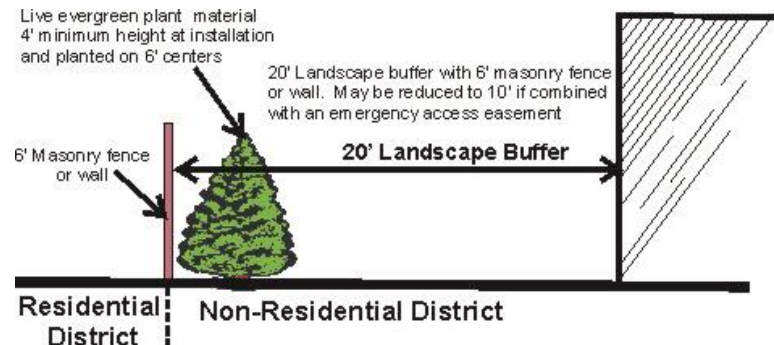 Live evergreen plant material
4' minimum height at installation
and planted on 6' centers
20' Landscape buffer with 6' masonry fence
or wall. May be reduced to 10' if combined
with an emergency access easement
6' Masonry fence
or wall
20' Landscape Buffer
Residential
District
Non-Residential District